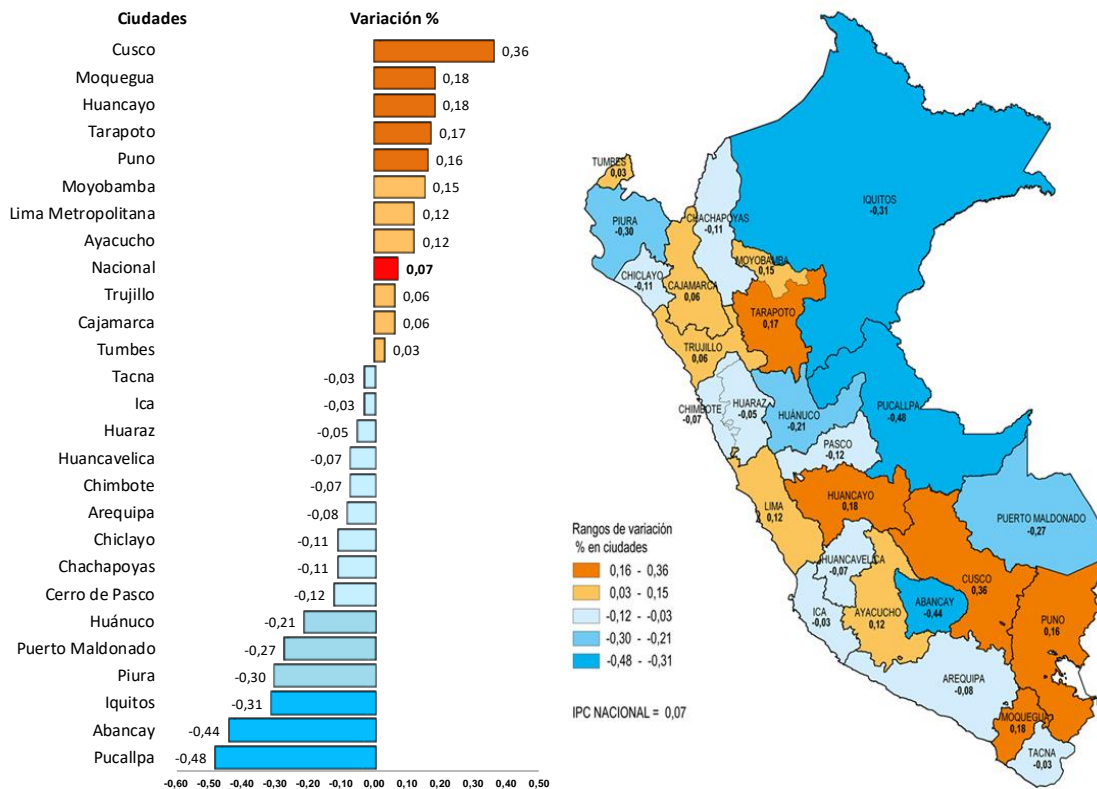 Ciudades Variación %
Cusco 0,36
Moquegua 0,18
Huancayo 0,18
Tarapoto 0,17
Puno 0,16
Moyobamba 0,15
Lima Metropolitana 0,12
Ayacucho 0,12
Nacional 0,07
Trujillo 0,06
Cajamarca 0,06
Tumbes 0,03
Tacna -0,03
Ica -0,03
Huaraz -0,05
Huancavelica -0,07
Chimbote -0,07
Arequipa -0,08
Chiclayo -0,11
Chachapoyas -0,11
Cerro de Pasco -0,12
Huánuco -0,21
Puerto Maldonado -0,27
Piura -0,30
Iquitos -0,31
Abancay -0,44
Pucallpa -0,48
-0,60 -0,50 -0,40 -0,30 -0,20 -0,10 0,00 0,10 0,20 0,30 0,40 0,50
TUMBES
0,03
PIURA
-0,30
CHICLAYO
-0,11
CHACHAPOYAS
-0,11
CAJAMARCA
0,06
MOYOBAMBA
0,15
IQUITOS
-0,31
TARAPOTO
0,17
TRUJILLO
0,06
CHIMBOTE
-0,07
HUARAZ
-0,05
HUÁNUCO
-0,21
PUCALLPA
-0,48
PASCO
-0,12
LIMA
0,12
HUANCAYO
0,18
PUERTO MALDONADO
-0,27
HUANCAVELICA
-0,07
ICA
-0,03
AYACUCHO
0,12
ABANCAY
-0,44
CUSCO
0,36
PUNO
0,16
AREQUIPA
-0,08
MOQUEGUA
0,18
TACNA
-0,03
Rangos de variación
% en ciudades
0,16 - 0,36
0,03 - 0,15
-0,12 - -0,03
-0,30 - -0,21
-0,48 - -0,31
IPC NACIONAL = 0,07